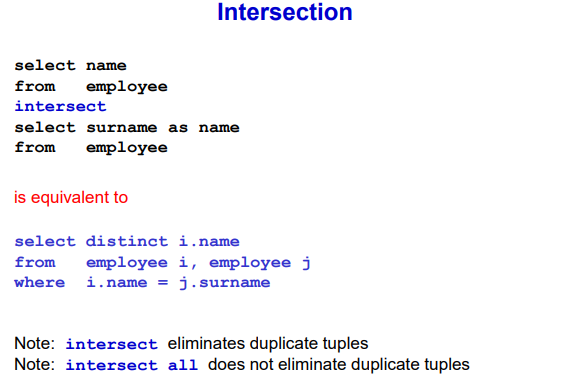 Intersection
select name
from   employee
intersect
select surname as name
from   employee
is equivalent to
select distinct i.name
from   employee i, employee j
where  i.name = j.surname
Note: intersect eliminates duplicate tuples
Note: intersect all does not eliminate duplicate tuples